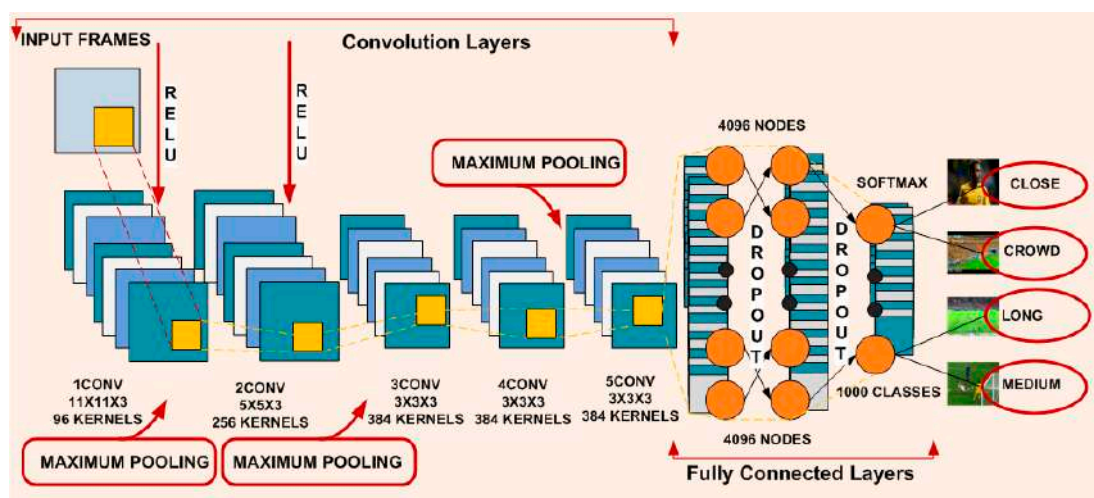 INPUT FRAMES
Convolution Layers
RELU
RELU
MAXIMUM POOLING
4096 NODES
SOFTMAX
CLOSE
CROWD
LONG
MEDIUM
DROPOUT
DROPOUT
1000 CLASSES
1CONV
11X11X3
96 KERNELS
2CONV
5X5X3
256 KERNELS
3CONV
3X3X3
384 KERNELS
4CONV
3X3X3
384 KERNELS
5CONV
3X3X3
384 KERNELS
4096 NODES
MAXIMUM POOLING
MAXIMUM POOLING
Fully Connected Layers